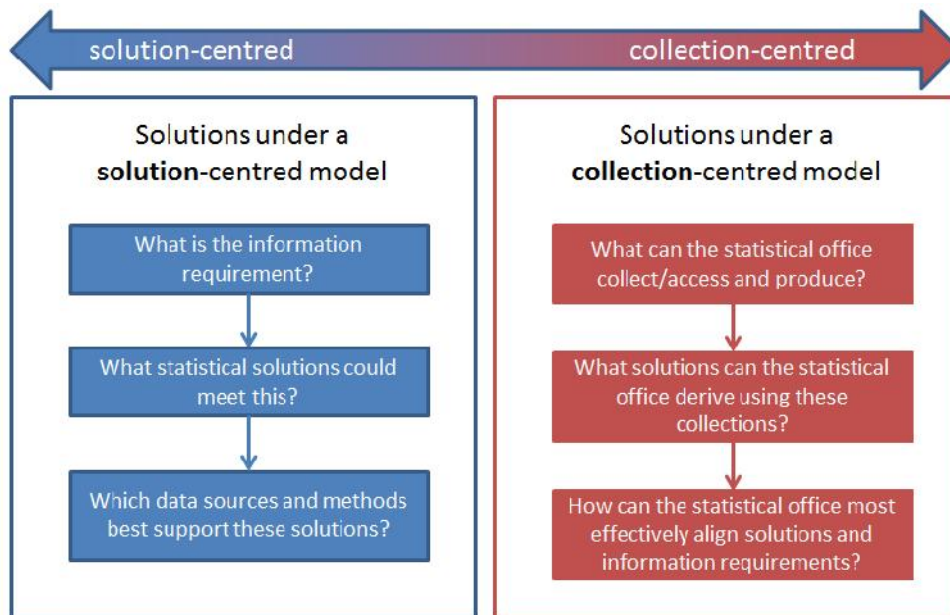 solution-centred
collection-centred
Solutions under a
solution-centred model
What is the information
requirement?
What statistical solutions could
meet this?
Which data sources and methods
best support these solutions?
Solutions under a
collection-centred model
What can the statistical office
collect/access and produce?
What solutions can the statistical
office derive using these
collections?
How can the statistical office most
effectively align solutions and
information requirements?